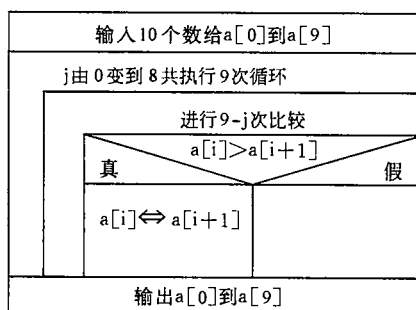 输入10个数给a[0]到a[9]
j由0变到8共执行9次循环
进行9-j次比较
a[i]>a[i+1]
真
假
a[i]⇔a[i+1]
输出a[0]到a[9]